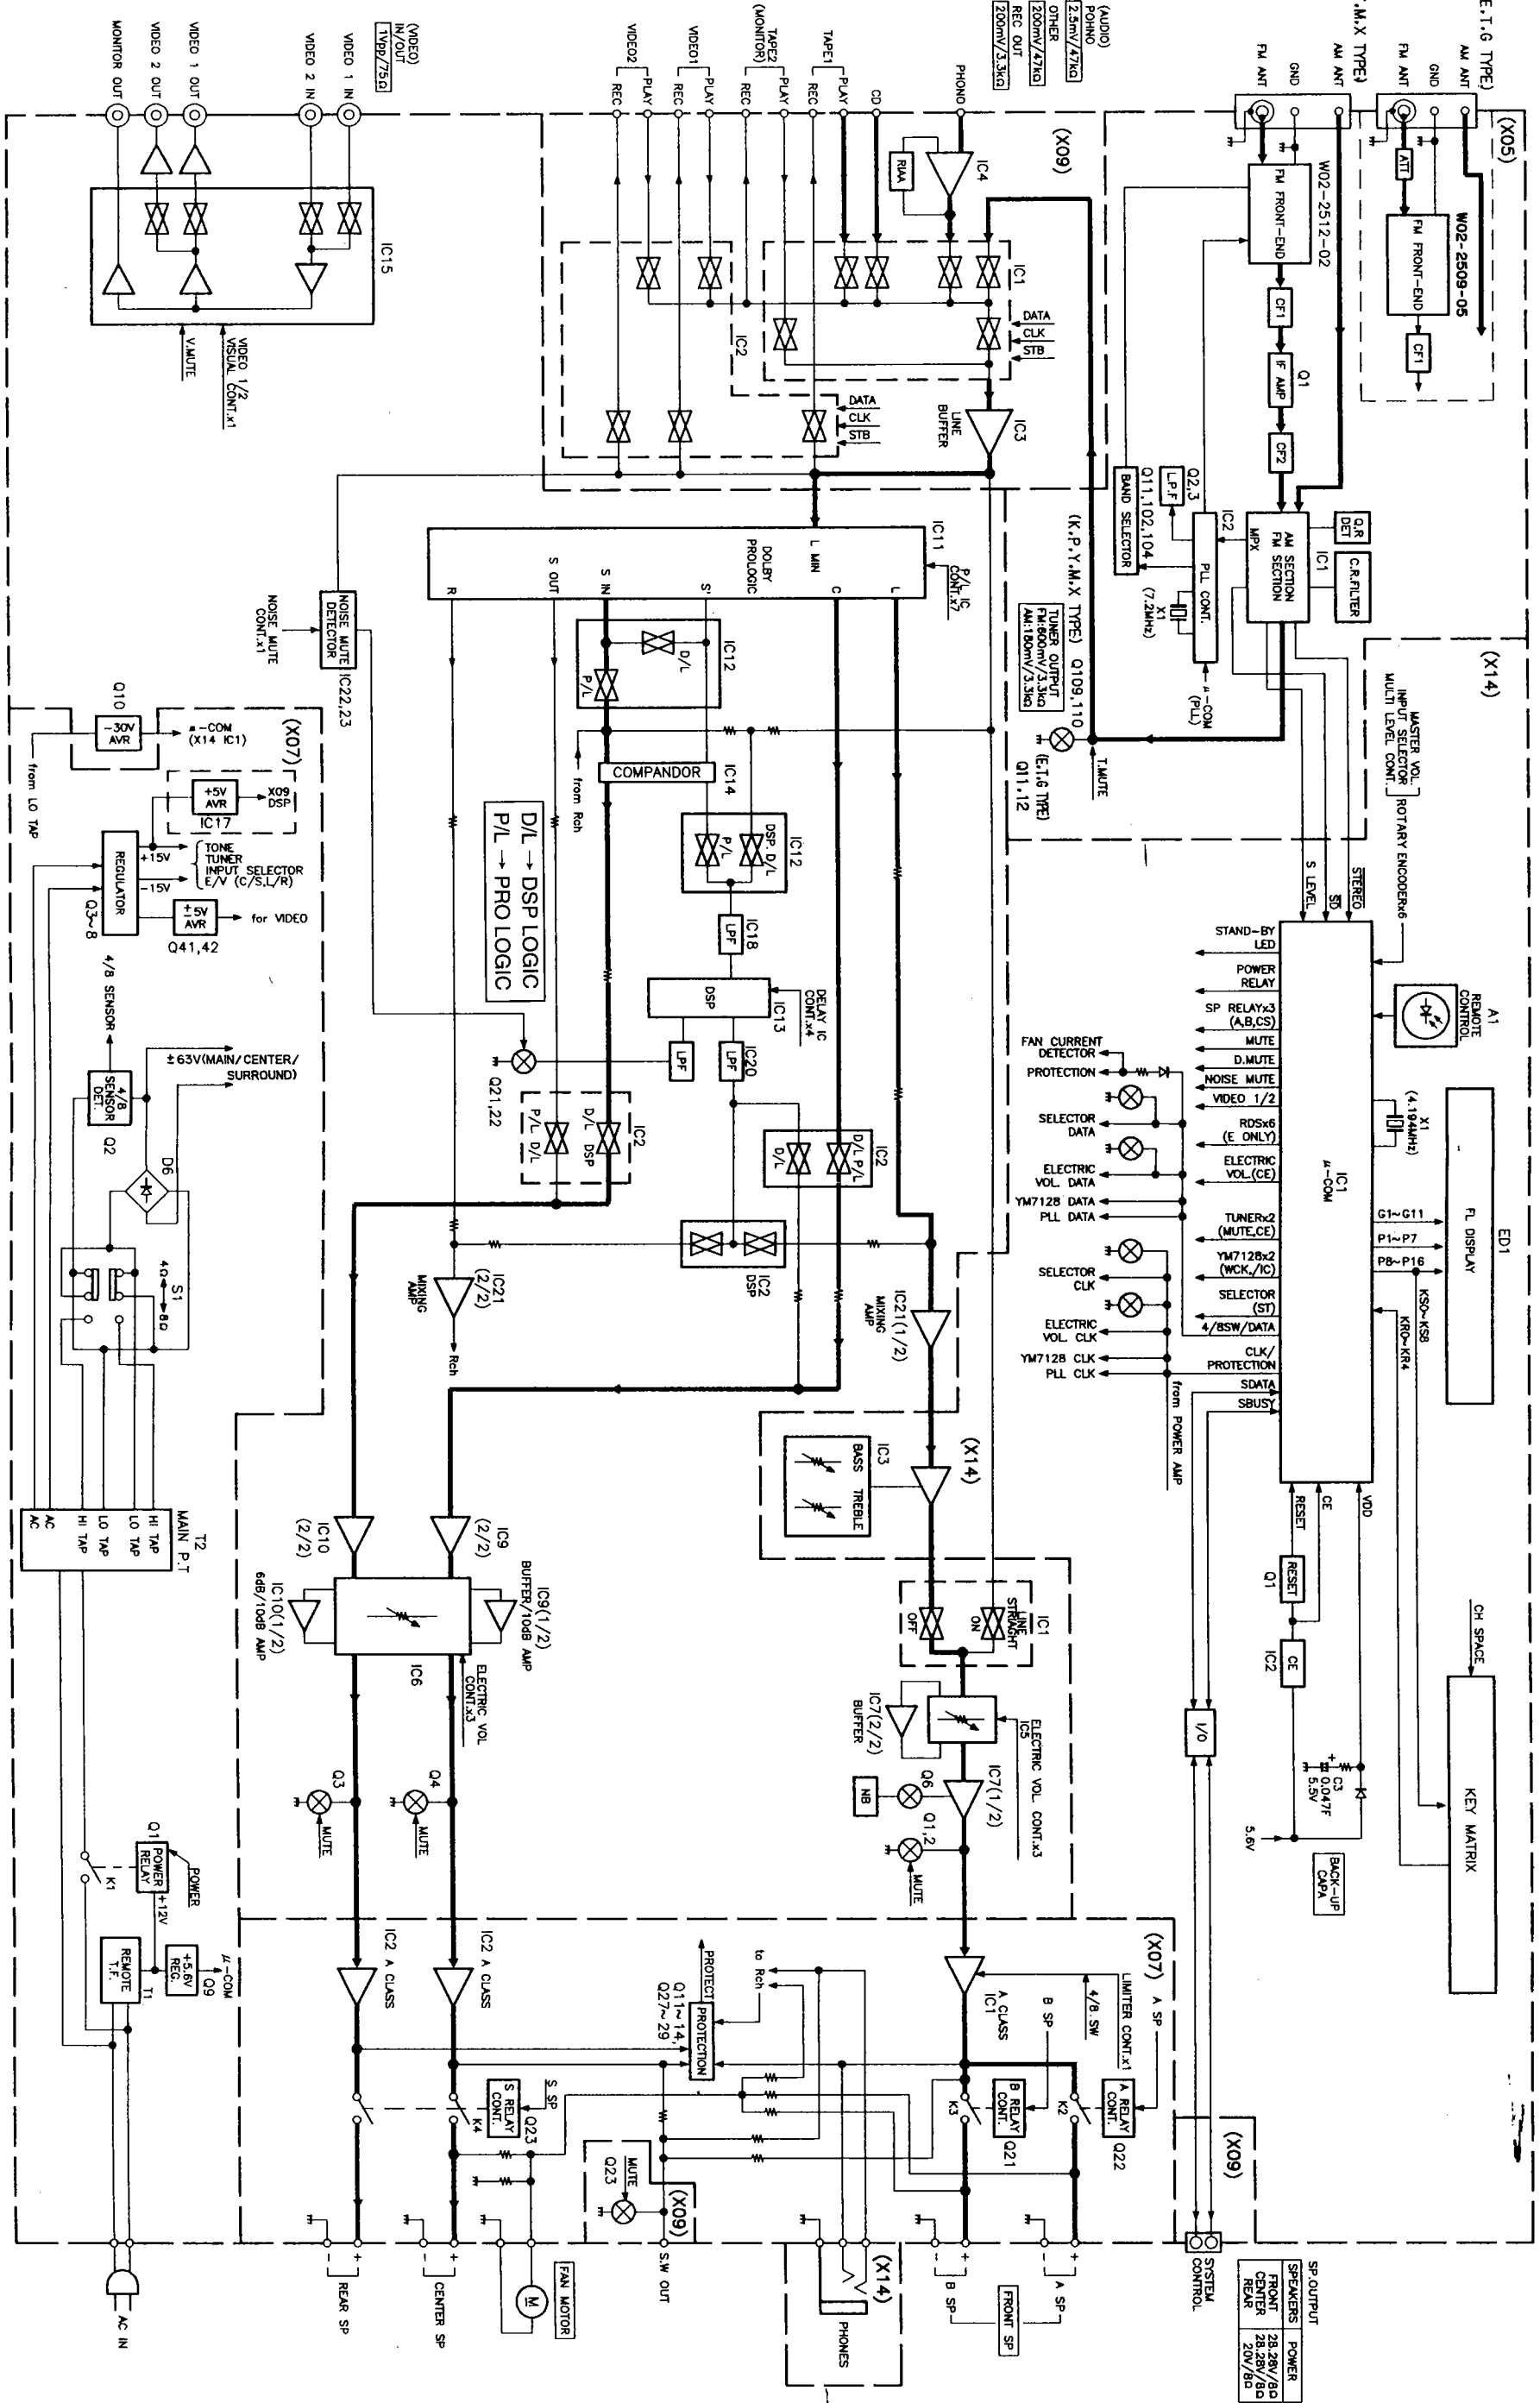 E.T.G TYPE)
(X05)
AM ANT
GND
FM ANT
ATT
W02-2509-05
FM FRONT-END
CF1
.M.X TYPE)
AM ANT
GND
FM ANT
W02-2512-02
FM FRONT-END
CF1
Q1
IF AMP
CF2
Q.R
DET
C.R.FILTER
IC1
AM SECTION
FM SECTION
MPX
IC2
PLL CONT.
X1
(7.2MHz)
µ-COM
(PLL)
Q2,3
L.P.F
Q11,102,104
BAND SELECTOR
(K.P.Y.M.X TYPE) Q109,110
TUNER OUTPUT
FM:600mV/3.3kΩ
AM:180mV/3.3kΩ
T.MUTE
(E.T.G TYPE)
Q11,12
(AUDIO)
POHNO
2.5mV/47kΩ
OTHER
200mV/47kΩ
REC OUT
200mV/3.3kΩ
(X09)
PHONO
IC4
RIAA
CD
TAPE1
PLAY
REC
TAPE2
(MONITOR)
PLAY
REC
VIDEO1
PLAY
REC
VIDEO2
PLAY
REC
IC1
DATA
CLK
STB
IC2
DATA
CLK
STB
IC3
LINE
BUFFER
(VIDEO)
IN/OUT
1Vpp/75Ω
VIDEO 1 IN
VIDEO 2 IN
VIDEO 1 OUT
VIDEO 2 OUT
MONITOR OUT
IC15
VIDEO 1/2
VISUAL CONT.x1
V.MUTE
IC11
P/L IC
CONT.x7
L MIN
DOLBY
PROLOGIC
L
C
S'
S IN
S OUT
R
NOISE MUTE
DETECTOR
IC22,23
NOISE MUTE
CONT.x1
IC12
D/L
P/L
COMPANDOR
IC14
from Rch
IC12
DSP. D/L
P/L
IC18
LPF
DSP
IC13
DELAY IC
CONT.x4
LPF
IC20
LPF
Q21,22
D/L → DSP LOGIC
P/L → PRO LOGIC
IC2
D/L DSP
P/L D/L
IC2
D/L P/L
D/L
IC2
DSP
IC21
(2/2)
MIXING
AMP
Rch
IC21(1/2)
MIXING
AMP
(X14)
IC3
BASS
TREBLE
(X14)
MASTER VOL.
INPUT SELECTOR
MULTI LEVEL CONT.
ROTARY ENCODERx6
STEREO
SD
S LEVEL
A1
REMOTE
CONTROL
X1
(4.194MHz)
IC1
µ-COM
ED1
FL DISPLAY
G1~G11
P1~P7
P8~P16
KS0~KS8
KR0~KR4
STAND-BY
LED
POWER
RELAY
SP RELAYx3
(A,B,CS)
MUTE
D.MUTE
NOISE MUTE
VIDEO 1/2
RDSx6
(E ONLY)
ELECTRIC
VOL.(CE)
TUNERx2
(MUTE,CE)
YM7128x2
(WCK./IC)
SELECTOR
(ST)
4/8SW/DATA
CLK/
PROTECTION
SDATA
SBUSY
FAN CURRENT
DETECTOR
PROTECTION
SELECTOR
DATA
ELECTRIC
VOL. DATA
YM7128 DATA
PLL DATA
SELECTOR
CLK
ELECTRIC
VOL. CLK
YM7128 CLK
PLL CLK
from POWER AMP
VDD
CE
RESET
Q1
RESET
IC2
CE
CH SPACE
KEY MATRIX
I/O
C3
0.047F
5.5V
5.6V
BACK-UP
CAPA
IC1
LINE
STRIAGHT
ON
OFF
ELECTRIC VOL. CONT.x3
IC5
IC7(2/2)
BUFFER
IC7(1/2)
Q6
NB
Q1,2
MUTE
IC9
(2/2)
IC10
(2/2)
IC9(1/2)
BUFFER/10dB AMP
IC10(1/2)
6dB/10dB AMP
IC6
ELECTRIC VOL
CONT.x3
Q4
MUTE
Q3
MUTE
(X07)
Q10
-30V
AVR
µ-COM
(X14 IC1)
from LO TAP
+5V
AVR
IC17
X09
DSP
REGULATOR
Q3~8
+15V
-15V
TONE
TUNER
INPUT SELECTOR
E/V (C/S,L/R)
±5V
AVR
Q41,42
for VIDEO
4/8 SENSOR
4/8
SENSOR
DET.
Q2
±63V(MAIN/CENTER/
SURROUND)
D6
S1
4Ω↔8Ω
T2
MAIN P.T
HI TAP
LO TAP
LO TAP
HI TAP
AC
AC
K1
Q1
POWER
RELAY
POWER
+12V
REMOTE
T.F.
T1
+5.6V
REG.
Q9
µ-COM
AC IN
(X07)
LIMITER CONT.x1
4/8.SW
A CLASS
IC1
A SP
B SP
A RELAY
CONT.
Q22
K2
B RELAY
CONT.
Q21
K3
to Rch
PROTECT
PROTECTION
Q11~14,
Q27~29
IC2 A CLASS
IC2 A CLASS
S SP
S RELAY
CONT.
Q23
K4
(X09)
MUTE
Q23
S.W OUT
(X14)
PHONES
FAN MOTOR
M
+
-
A SP
+
-
B SP
FRONT SP
+
-
CENTER SP
+
-
REAR SP
(X09)
SYSTEM
CONTROL
SP.OUTPUT
SPEAKERS POWER
FRONT 28.28V/8Ω
CENTER 28.28V/8Ω
REAR 20V/8Ω